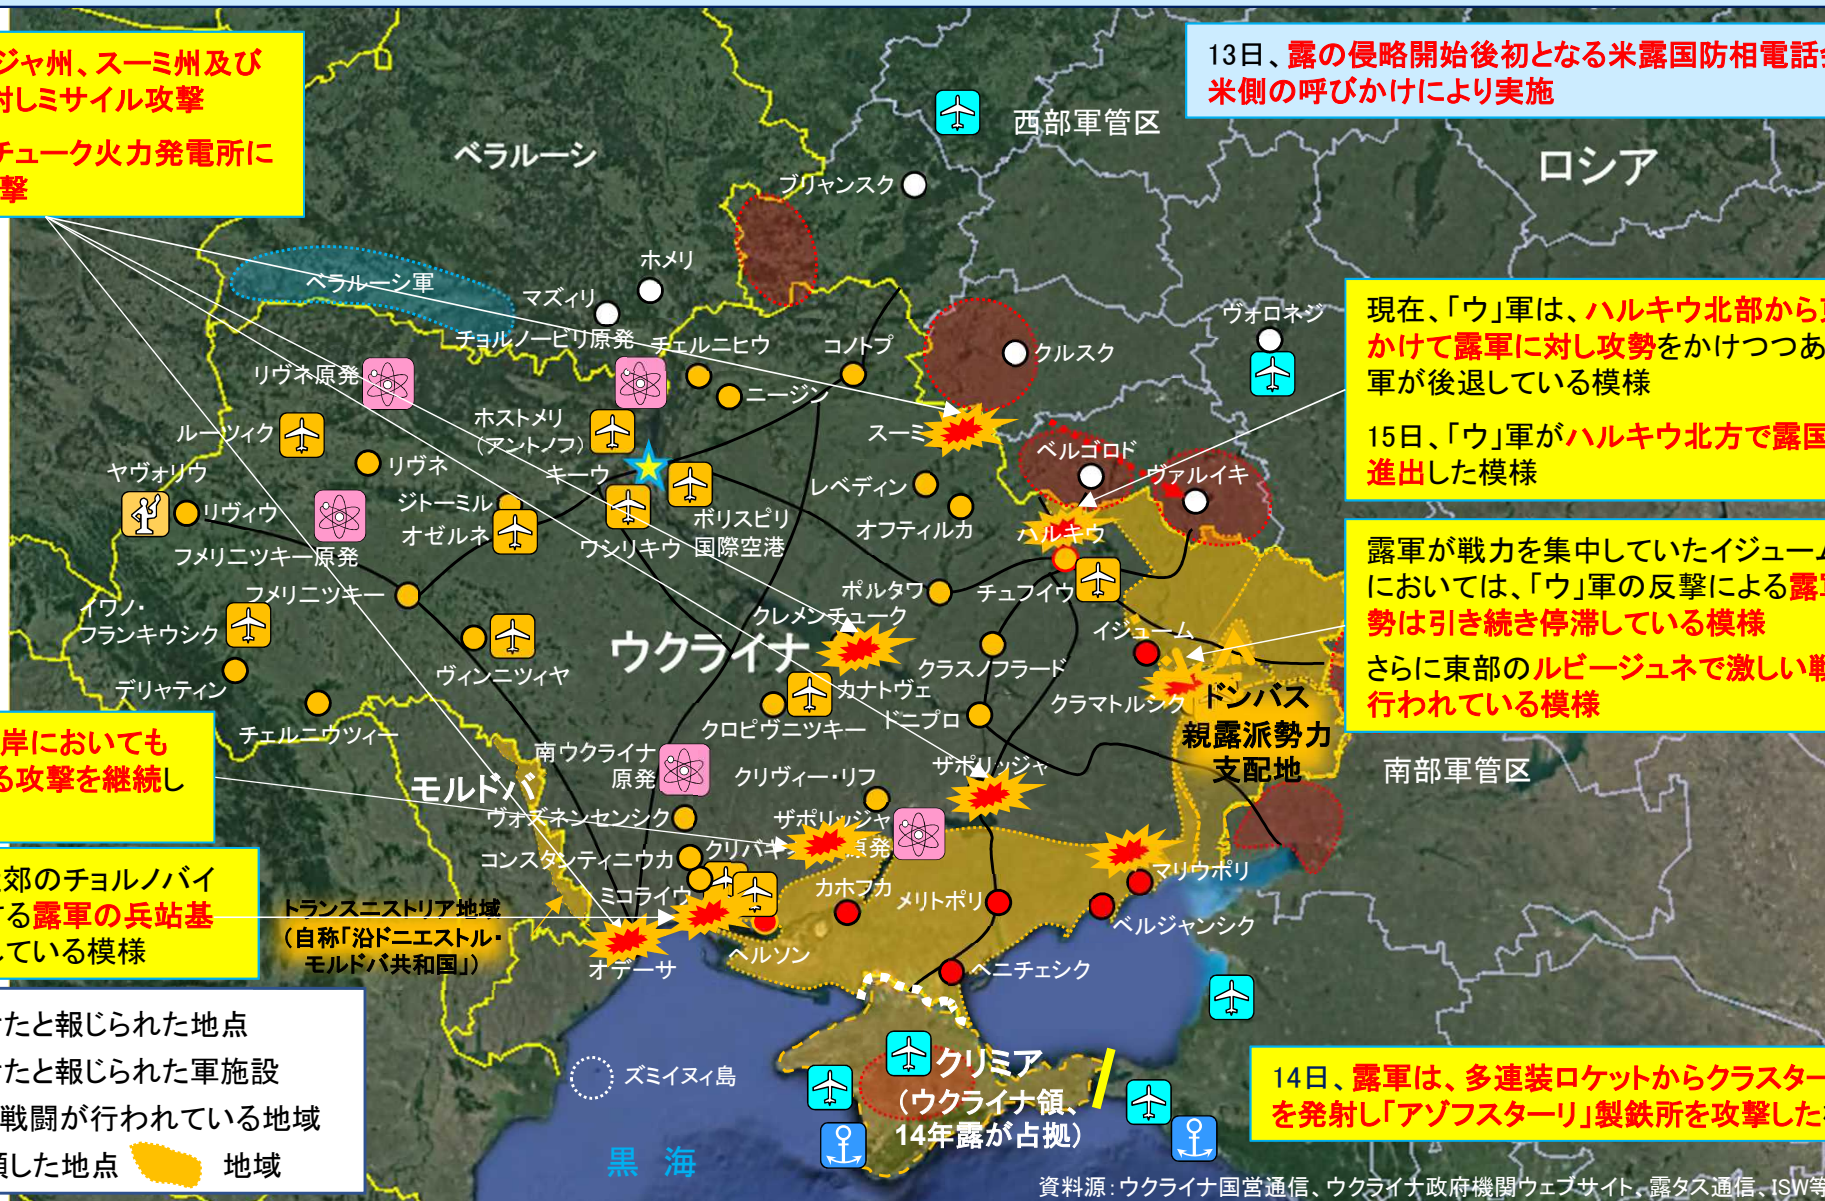 ジャ州、スーミ州及び
対しミサイル攻撃
チューク火力発電所に
撃
13日、露の侵略開始後初となる米露国防相電話
米側の呼びかけにより実施
西部軍管区
ロシア
ベラルーシ
ブリャンスク
ベラルーシ軍
ホメリ
マズィリ
チョルノービリ原発
チェルニヒウ
コノトプ
クルスク
ヴォロネジ
現在、「ウ」軍は、ハルキウ北部から
かけて露軍に対し攻勢をかけつつあ
軍が後退している模様
15日、「ウ」軍がハルキウ北方で露国
進出した模様
リヴネ原発
ニージン
ホストメリ
（アントノフ）
スーミ
ルーツィク
リヴネ
キーウ
ベルゴロド
ヴァルイキ
ヤヴォリウ
リヴィウ
ジトーミル
オゼルネ
レベディン
オフティルカ
ワシリキウ
ボリスピリ
国際空港
ハルキウ
フメリニツキー原発
フメリニツキー
ポルタワ
チュフイウ
クレメンチューク
イワノ・
フランキウシク
露軍が戦力を集中していたイジューム
においては、「ウ」軍の反撃による露軍
勢は引き続き停滞している模様
さらに東部のルビージュネで激しい戦
行われている模様
ウクライナ
イジューム
クラスノフラード
デリャティン
ヴィンニツィヤ
カナトヴェ
クロピヴニツキー
ドニプロ
クラマトルシク
ドンバス
親露派勢力
支配地
チェルニウツィー
岸においても
る攻撃を継続し
モルドバ
南ウクライナ
原発
クリヴィー・リフ
ザポリッジャ
南部軍管区
ヴォズネンセンシク
ザポリッジャ
原発
コンスタンティニウカ
クリバキ
郊のチョルノバイ
する露軍の兵站基
している模様
ミコライウ
カホフカ
メリトポリ
マリウポリ
ベルジャンシク
トランスニストリア地域
（自称「沿ドニエストル・
モルドバ共和国」）
オデーサ
ヘルソン
ヘニチェシク
たと報じられた地点
たと報じられた軍施設
戦闘が行われている地域
した地点
地域
ズミイヌィ島
黒 海
クリミア
（ウクライナ領、
14年露が占拠）
14日、露軍は、多連装ロケットからクラスター
を発射し「アゾフスターリ」製鉄所を攻撃した
資料源：ウクライナ国営通信、ウクライナ政府機関ウェブサイト、露タス通信、ISW等